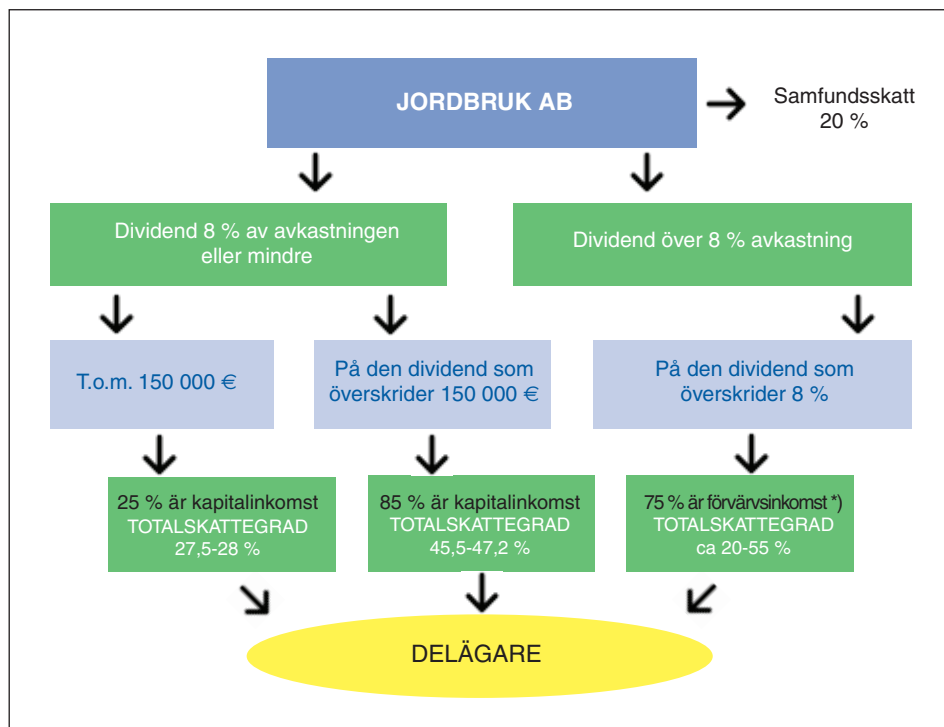 JORDBRUK AB
Samfundsskatt
20 %
Dividend 8 % av avkastningen
eller mindre
Dividend över 8 % avkastning
T.o.m. 150 000 €
På den dividend som
överskrider 150 000 €
På den dividend som
överskrider 8 %
25 % är kapitalinkomst
TOTALSKATTEGRAD
27,5-28 %
85 % är kapitalinkomst
TOTALSKATTEGRAD
45,5-47,2 %
75 % är förvärvsinkomst *)
TOTALSKATTEGRAD
ca 20-55 %
DELÄGARE